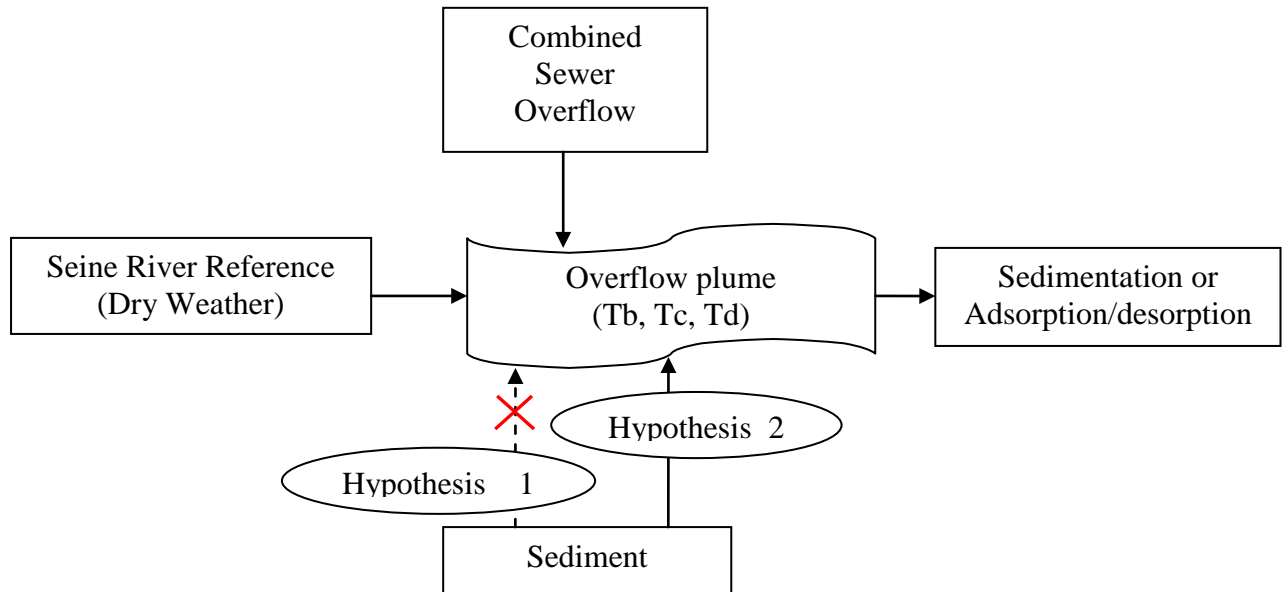 Combined
Sewer
Overflow
Seine River Reference
(Dry Weather)
Overflow plume
(Tb, Tc, Td)
Sedimentation or
Adsorption/desorption
Hypothesis 2
Hypothesis 1
Sediment